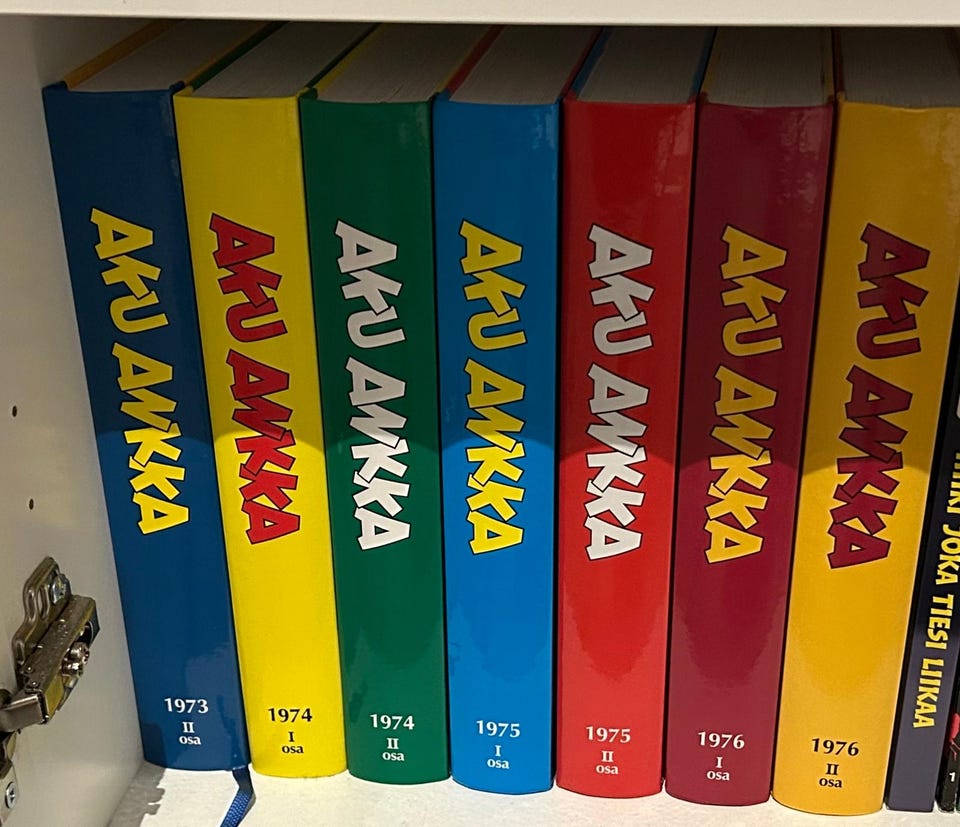 AKU ANKKA
1973
II
osa
AKU ANKKA
1974
I
osa
AKU ANKKA
1974
II
osa
AKU ANKKA
1975
I
osa
AKU ANKKA
1975
II
osa
AKU ANKKA
1976
I
osa
AKU ANKKA
1976
II
osa
JOKA TIESI LIIKAA
1